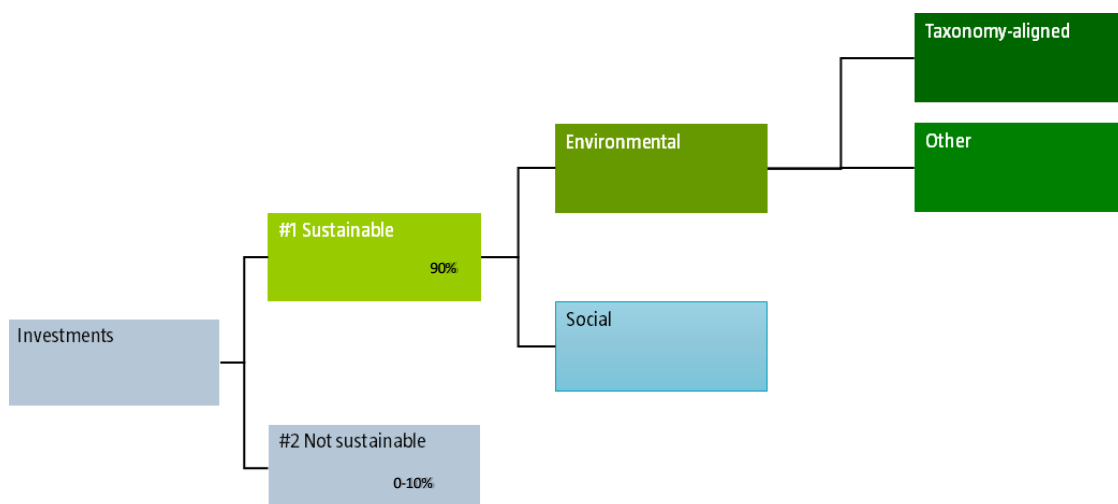 Taxonomy-aligned
Environmental
Other
#1 Sustainable
90%
Social
Investments
#2 Not sustainable
0-10%